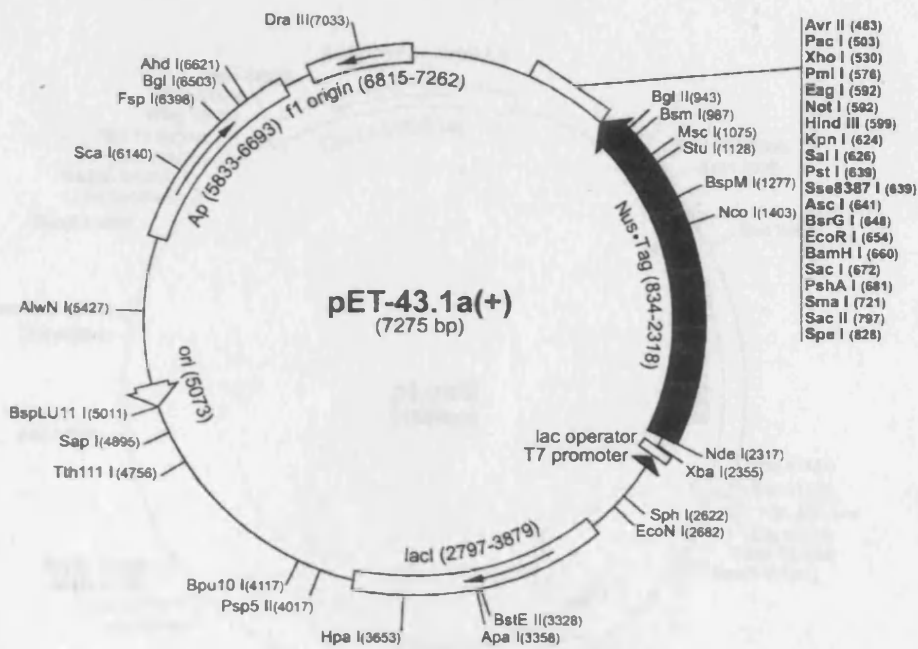 Dra III(7033)
Ahd I(6621)
Bgl I(6503)
Fsp I(6398)
Sca I(6140)
AlwN I(5427)
BspLU11 I(5011)
Sap I(4895)
Tth111 I(4756)
Bpu10 I(4117)
Psp5 II(4017)
Hpa I(3653)
Apa I(3358)
BstE II(3328)
EcoN I(2682)
Sph I(2622)
Xba I(2355)
Nde I(2317)
Nco I(1403)
BspM I(1277)
Stu I(1128)
Msc I(1075)
Bsm I(987)
Bgl II(943)
f1 origin (6815-7262)
Ap (5833-6693)
ori (5073)
lacI (2797-3879)
lac operator
T7 promoter
Nus•Tag (834-2318)
pET-43.1a(+)
(7275 bp)
Avr II (483)
Pac I (503)
Xho I (530)
Pml I (576)
Eag I (592)
Not I (592)
Hind III (599)
Kpn I (624)
Sal I (626)
Pst I (639)
Sse8387 I (639)
Asc I (641)
BsrG I (648)
EcoR I (654)
BamH I (660)
Sac I (672)
PshA I (681)
Sma I (721)
Sac II (797)
Spe I (828)